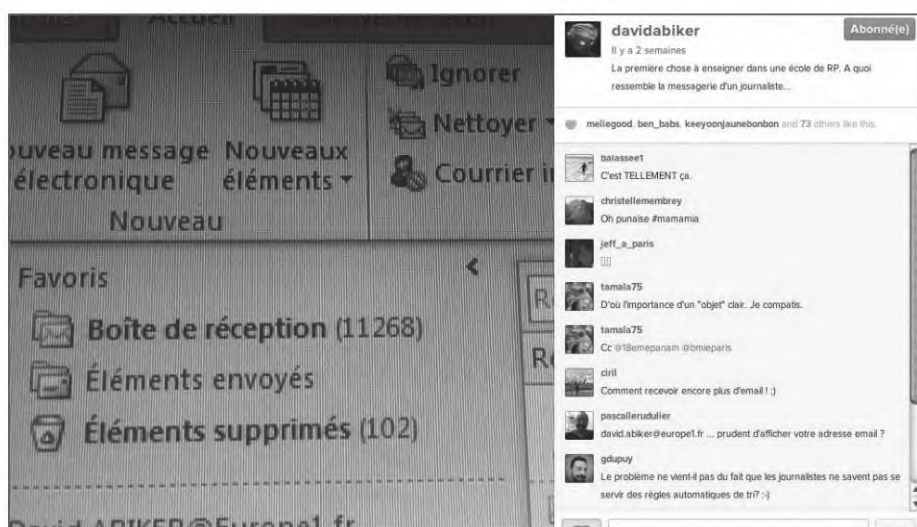 Accueil
Ignorer
Nettoyer
Nouveaux
électronique éléments
Courrier
Nouveau
Favoris
Boîte de réception (11268)
Éléments envoyés
Éléments supprimés (102)
David.ABIKER@Europe1.fr
davidabiker
Abonné(e)
Il y a 2 semaines
La première chose à enseigner dans une école de RP. A quoi
ressemble la messagerie d'un journaliste...
meliegood, ben_babs, keeyoonjaunebonbon and 73 others like this.
balassee1
C'est TELLEMENT ça.
christellemembrey
Oh punaise #mamamia
jeff_a_paris
tamala75
D'où l'importance d'un "objet" clair. Je compatis.
tamala75
Cc @18emepanam @bmieparis
ciril
Comment recevoir encore plus d'email ! ;)
pascallerudulier
david.abiker@europe1.fr ... prudent d'afficher votre adresse email ?
gdupuy
Le problème ne vient-il pas du fait que les journalistes ne savent pas se
servir des règles automatiques de tri? :-)